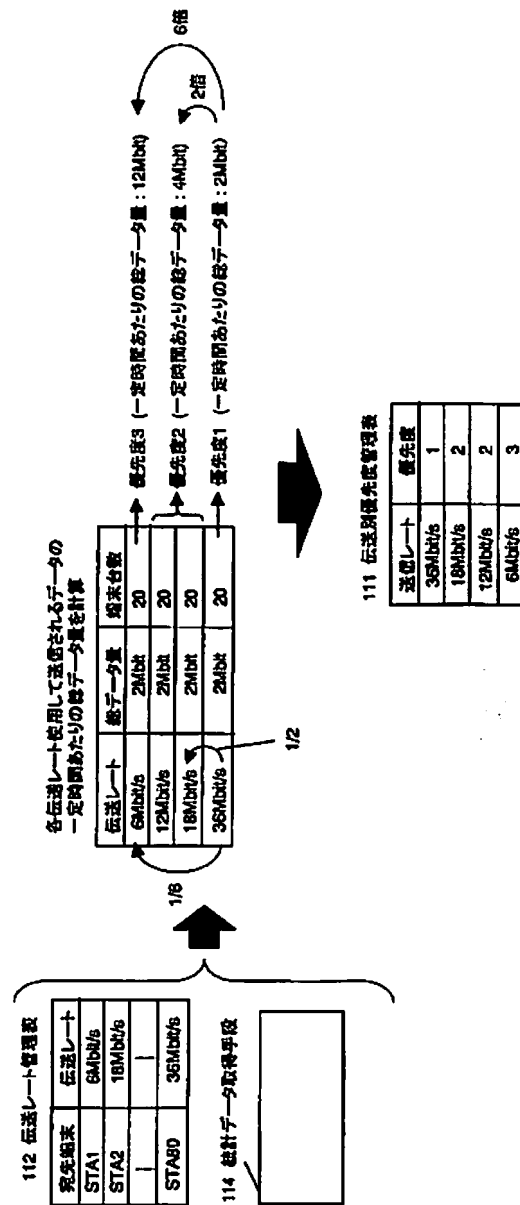 112 伝送レート管理表
宛先端末 伝送レート
STA1 6Mbit/s
STA2 18Mbit/s
| |
STA80 36Mbit/s
114 統計データ取得手段
各伝送レート使用して送信されるデータの
一定時間あたりの総データ量を計算
伝送レート 総データ量 端末台数
6Mbit/s 2Mbit 20
12Mbit/s 2Mbit 20
18Mbit/s 2Mbit 20
36Mbit/s 2Mbit 20
1/6
1/2
優先度3 (一定時間あたりの総データ量:12Mbit)
優先度2 (一定時間あたりの総データ量:4Mbit)
優先度1 (一定時間あたりの総データ量:2Mbit)
2倍
6倍
111 伝送別優先度管理表
送信レート 優先度
36Mbit/s 1
18Mbit/s 2
12Mbit/s 2
6Mbit/s 3